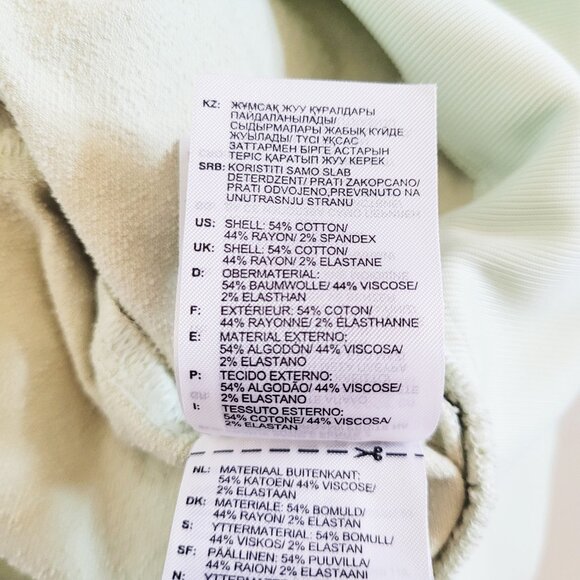 KZ: ЖҰМСАҚ ЖУУ ҚҰРАЛДАРЫ
ПАЙДАЛАНЫЛАДЫ/
СЫДЫРМАЛАРЫ ЖАБЫҚ КҮЙДЕ
ЖУЫЛАДЫ/ ТҮСІ ҰҚСАС
ЗАТТАРМЕН БІРГЕ АСТАРЫН
ТЕРІС ҚАРАТЫП ЖУУ КЕРЕК
SRB: KORISTITI SAMO SLAB
DETERDZENT/ PRATI ZAKOPCANO/
PRATI ODVOJENO,PREVRNUTO NA
UNUTRASNJU STRANU
US: SHELL: 54% COTTON/
44% RAYON/ 2% SPANDEX
UK: SHELL: 54% COTTON/
44% RAYON/ 2% ELASTANE
D: OBERMATERIAL:
54% BAUMWOLLE/ 44% VISCOSE/
2% ELASTHAN
F: EXTÉRIEUR: 54% COTON/
44% RAYONNE/ 2% ÉLASTHANNE
E: MATERIAL EXTERNO:
54% ALGODÓN/ 44% VISCOSA/
2% ELASTANO
P: TECIDO EXTERNO:
54% ALGODÃO/ 44% VISCOSE/
2% ELASTANO
I: TESSUTO ESTERNO:
54% COTONE/ 44% VISCOSA/
2% ELASTAN
NL: MATERIAAL BUITENKANT:
54% KATOEN/ 44% VISCOSE/
2% ELASTAAN
DK: MATERIALE: 54% BOMULD/
44% RAYON/ 2% ELASTAN
S: YTTERMATERIAL: 54% BOMULL/
44% VISKOS/ 2% ELASTAN
SF: PÄÄLLINEN: 54% PUUVILLA/
44% RAION/ 2% ELASTAANI
N: YTTERMATERIALE: